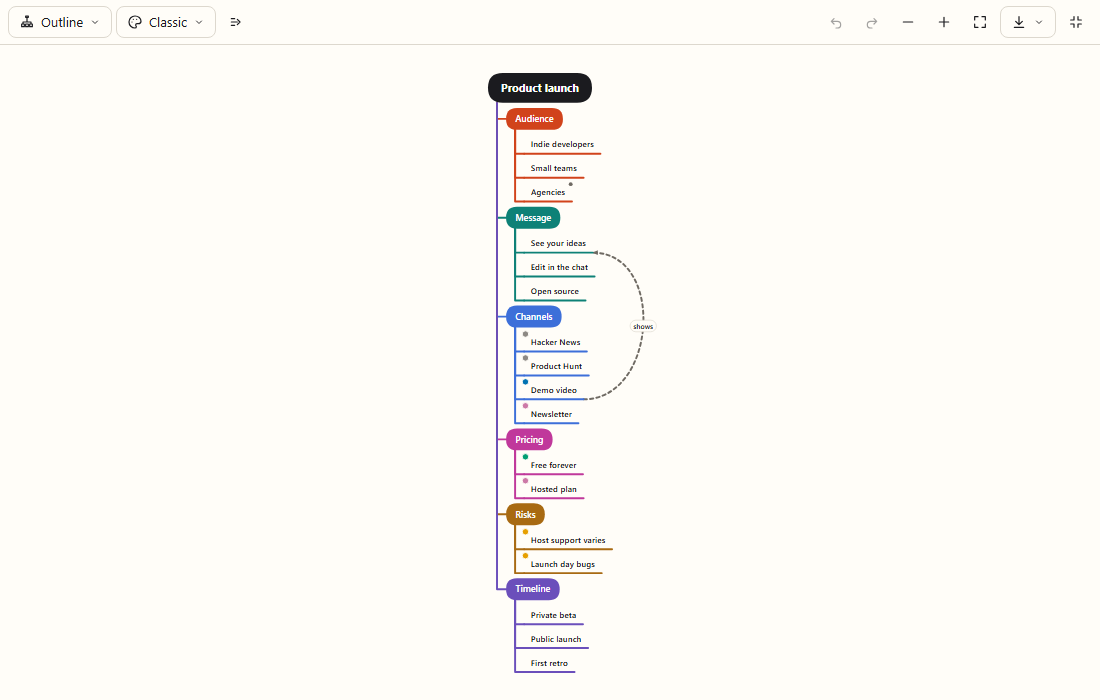 Outline
Classic
Product launch
Audience
Indie developers
Small teams
Agencies
Message
See your ideas
Edit in the chat
Open source
shows
Channels
Hacker News
Product Hunt
Demo video
Newsletter
Pricing
Free forever
Hosted plan
Risks
Host support varies
Launch day bugs
Timeline
Private beta
Public launch
First retro